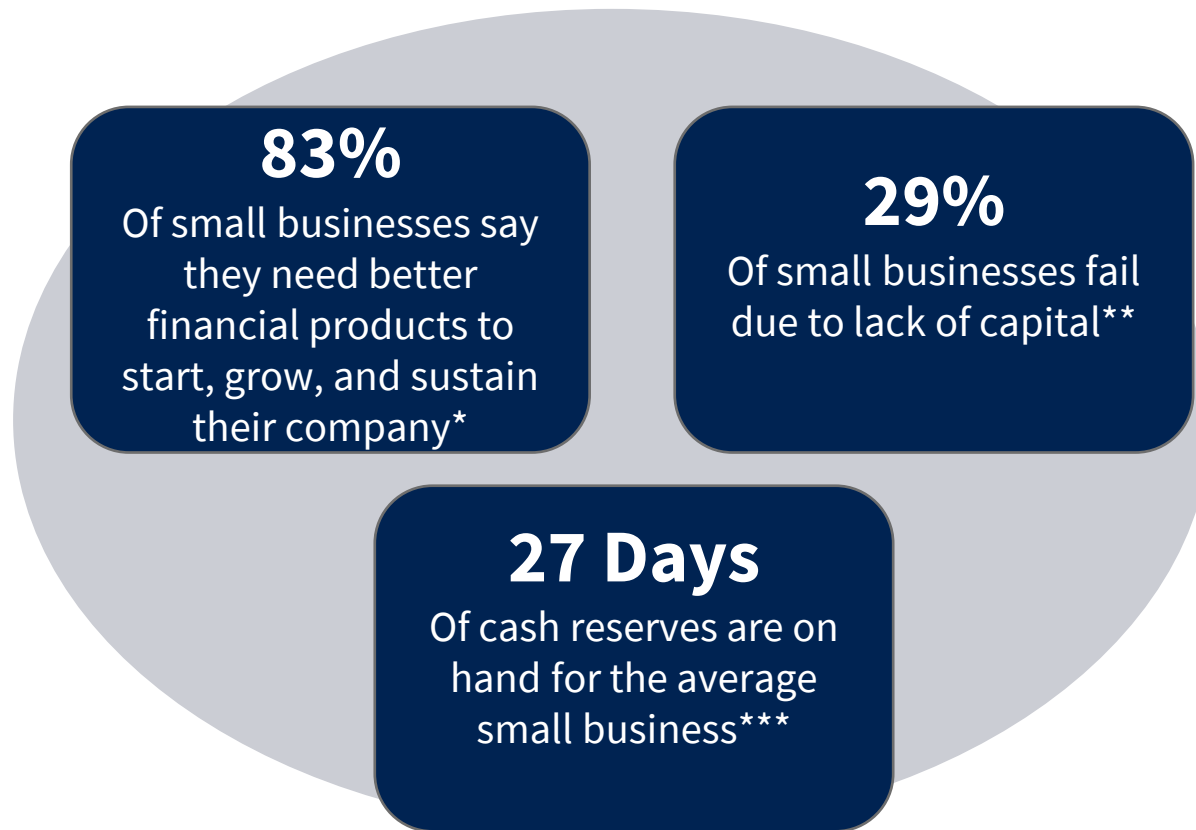 83%
Of small businesses say
they need better
financial products to
start, grow, and sustain
their company*
29%
Of small businesses fail
due to lack of capital**
27 Days
Of cash reserves are on
hand for the average
small business***